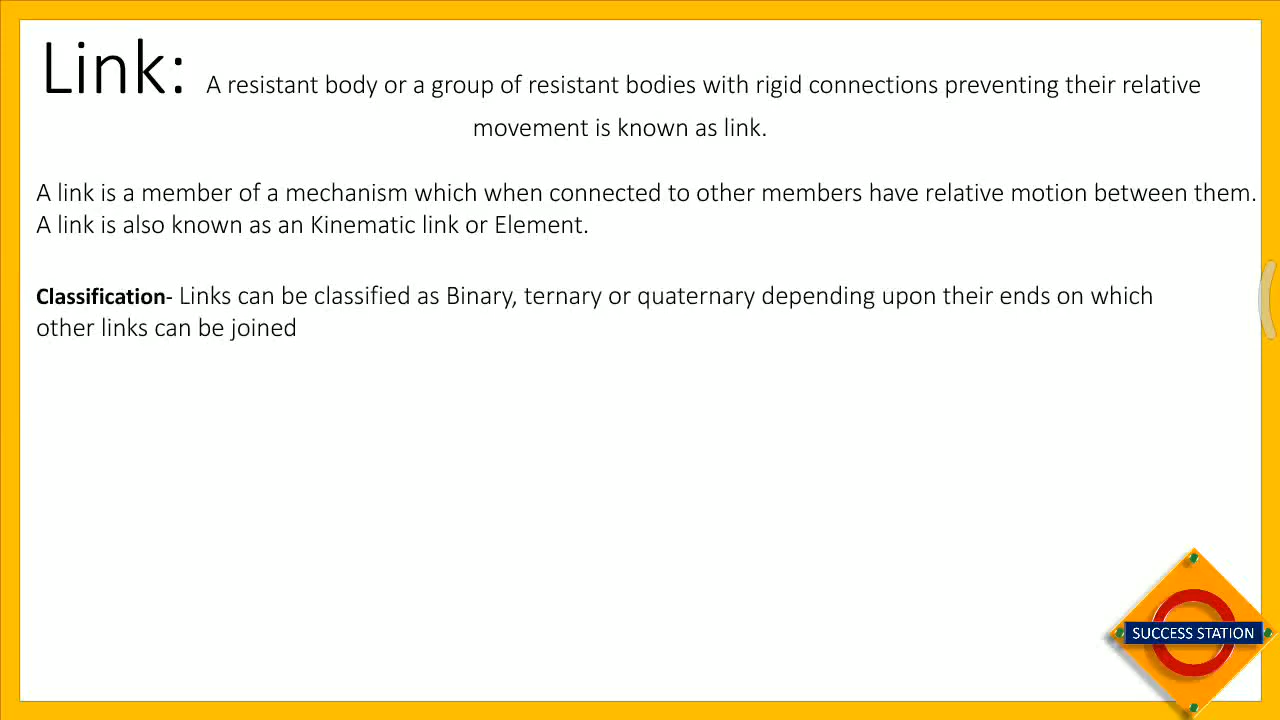 Link: A resistant body or a group of resistant bodies with rigid connections preventing their relative
movement is known as link.
A link is a member of a mechanism which when connected to other members have relative motion between them.
A link is also known as an Kinematic link or Element.
Classification- Links can be classified as Binary, ternary or quaternary depending upon their ends on which
other links can be joined
SUCCESS STATION